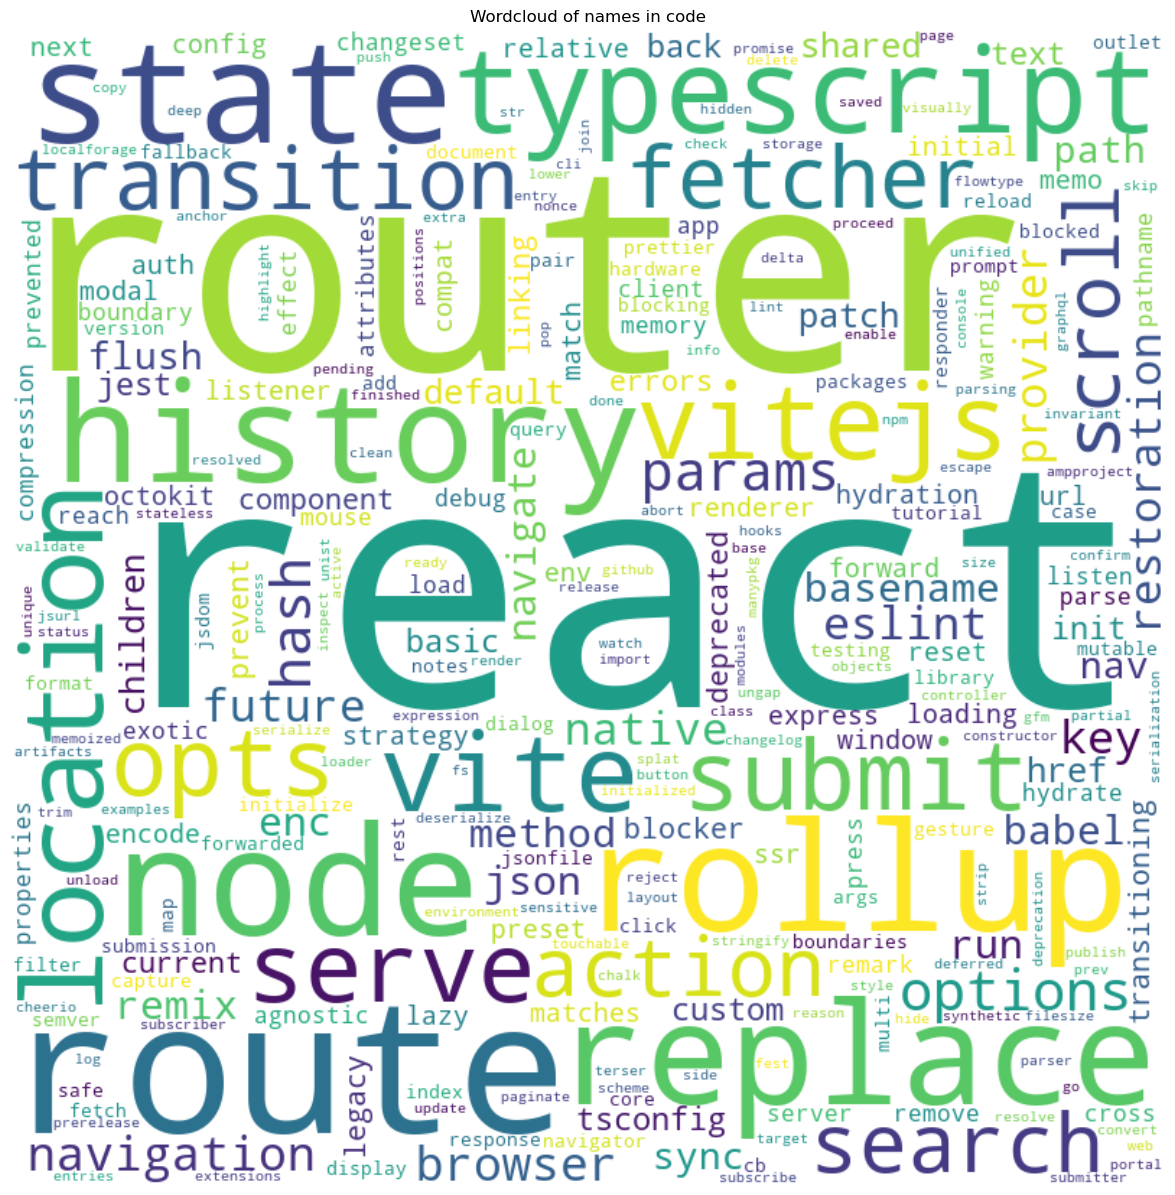 Wordcloud of names in code
next
config
changeset
push
relative
back
promise
delete
shared
page
text
outlet
state
typescript
copy
deep
str
hidden
saved
visually
localforage
fallback
document
join
cli
lower
check
storage
initial
path
transition
fetcher
entry
nonce
flowtype
reload
memo
skip
anchor
extra
app
proceed
blocked
router
prevented
auth
modal
boundary
version
highlight
effect
attributes
positions
compat
linking
pair
prettier
hardware
client
blocking
memory
delta
lint
patch
enable
info
unified
prompt
responder
console
warning
provider
graphql
scroll
pathname
flush
pending
pop
match
jest
listener
add
finished
default
errors
done
packages
parsing
invariant
compression
history
vitejs
npm
query
resolved
clean
params
escape
ampproject
restoration
octokit
component
debug
navigate
hydration
url
reach
stateless
mouse
abort
renderer
tutorial
case
location
react
validate
hooks
base
deprecated
manypkg
modules
ready
load
env
github
release
forward
size
confirm
listen
basename
parse
unique
jsurl
status
children
jsdom
prevent
process
hash
inspect
unist
active
basic
notes
render
watch
import
eslint
init
testing
objects
reset
mutable
library
nav
format
ungap
controller
future
expression
dialog
class
express
loading
gfm
partial
serialization
memoized
exotic
serialize
strategy
native
changelog
window
constructor
key
artifacts
loader
opts
vite
fs
splat
button
initialized
submit
href
hydrate
trim
examples
initialize
deserialize
properties
encode
forwarded
enc
rest
method
blocker
press
gesture
babel
transitioning
node
jsonfile
ssr
rollup
unload
json
reject
layout
args
strip
map
environment
sensitive
preset
click
deprecation
submission
touchable
stringify
boundaries
run
publish
filter
current
serve
action
chalk
remark
deferred
prev
capture
style
cheerio
options
remix
agnostic
lazy
matches
custom
reason
multi
hide
synthetic
filesize
semver
subscriber
route
replace
log
legacy
terser
side
fest
parser
safe
index
paginate
scheme
core
go
fetch
update
prerelease
tsconfig
server
remove
resolve
cross
navigation
response
navigator
target
search
convert
web
entries
extensions
display
browser
sync
cb
subscribe
portal
submitter